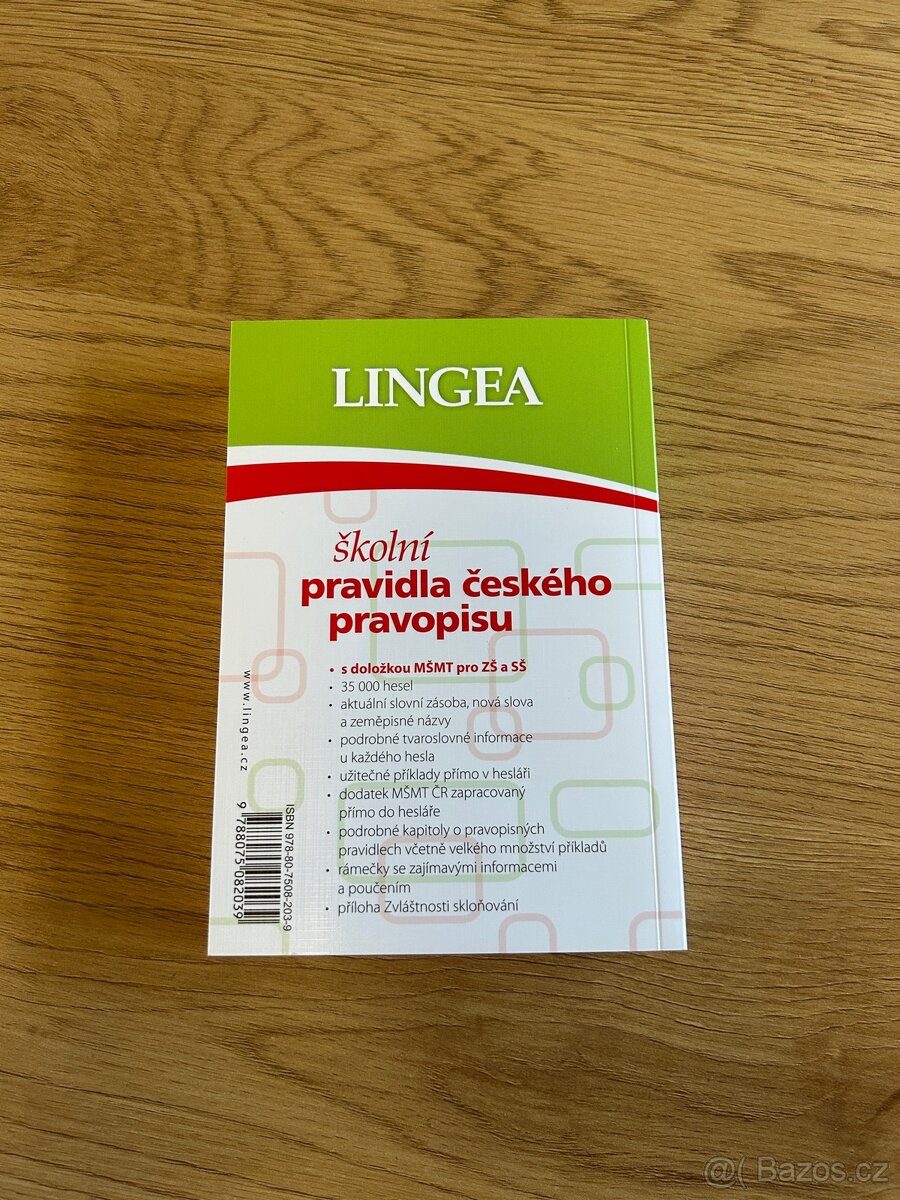 LINGEA
školní
pravidla českého
pravopisu
• s doložkou MŠMT pro ZŠ a SŠ
• 35 000 hesel
• aktuální slovní zásoba, nová slova
a zeměpisné názvy
• podrobné tvaroslovné informace
u každého hesla
• užitečné příklady přímo v hesláři
• dodatek MŠMT ČR zapracovaný
přímo do hesláře
• podrobné kapitoly o pravopisných
pravidlech včetně velkého množství příkladů
• rámečky se zajímavými informacemi
a poučením
• příloha Zvláštnosti skloňování
www.lingea.cz
ISBN 978-80-7508-203-9
9 788075 082039
@( Bazos.cz